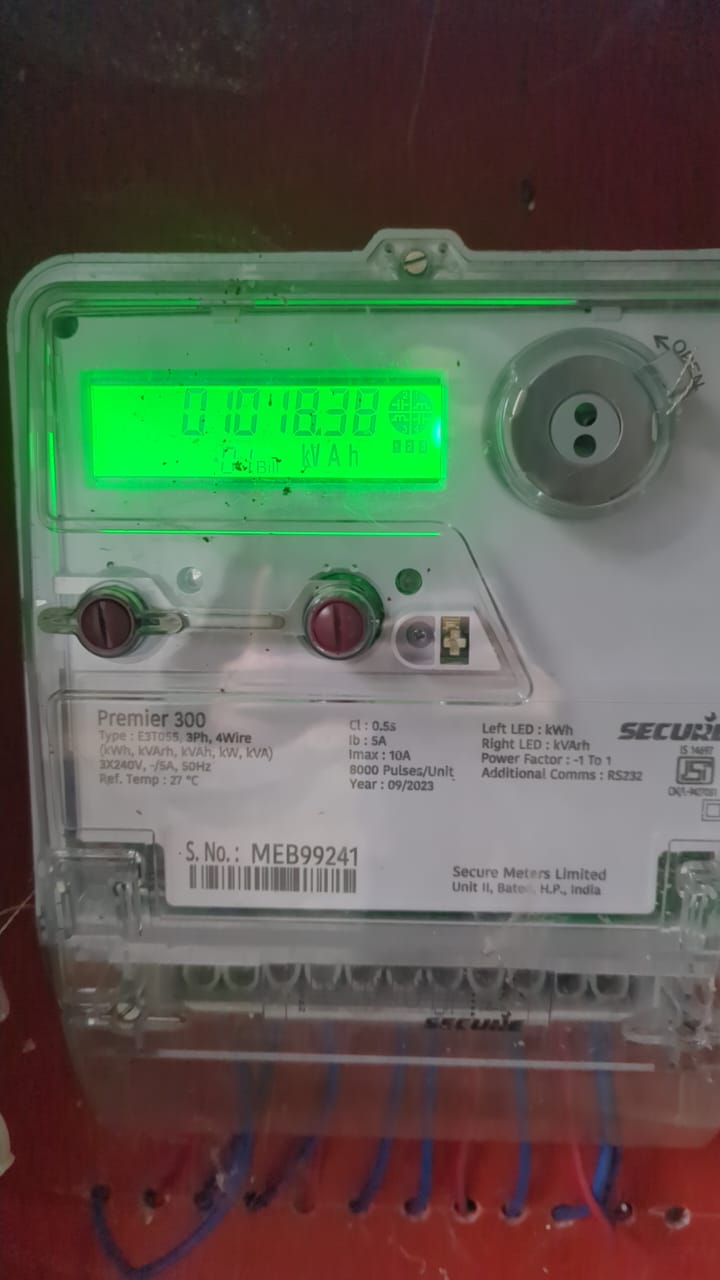 OPEN
01018.38
Bill kVAh
Premier 300
Type : E3T055, 3Ph, 4Wire
(kWh, kVArh, kVAh, kW, kVA)
3X240V, -/5A, 50Hz
Ref. Temp : 27 °C
Cl : 0.5s
Ib : 5A
Imax : 10A
8000 Pulses/Unit
Year : 09/2023
Left LED : kWh
Right LED : kVArh
Power Factor : -1 To 1
Additional Comms : RS232
SECURE
IS 14697
S. No. : MEB99241
Secure Meters Limited
Unit II, H.P., India
SECURE